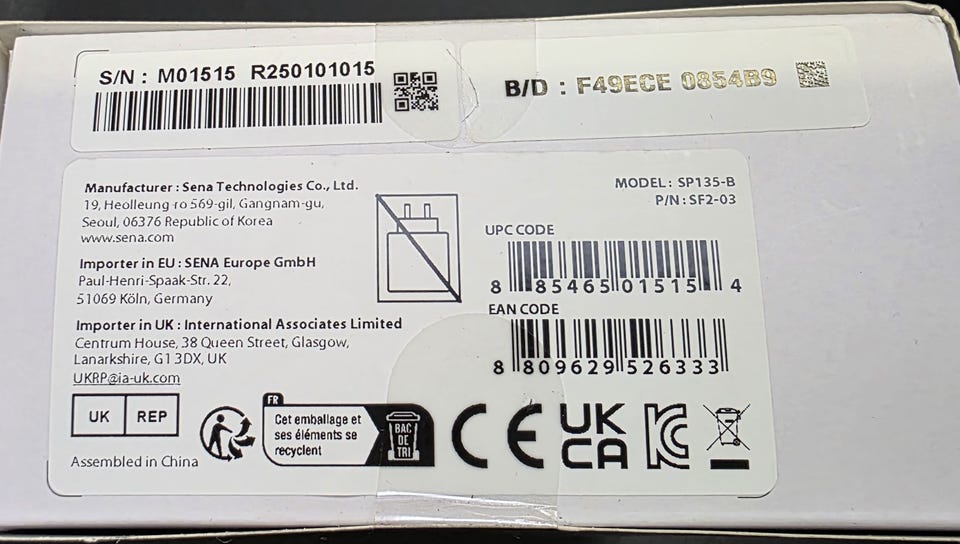 S/N : M01515 R250101015
B/D : F49ECE 0854B9
Manufacturer : Sena Technologies Co., Ltd.
19, Heolleung-ro 569-gil, Gangnam-gu,
Seoul, 06376 Republic of Korea
www.sena.com
Importer in EU : SENA Europe GmbH
Paul-Henri-Spaak-Str. 22,
51069 Köln, Germany
Importer in UK : International Associates Limited
Centrum House, 38 Queen Street, Glasgow,
Lanarkshire, G1 3DX, UK
UKRP@ia-uk.com
UK REP
Assembled in China
MODEL : SP135-B
P/N : SF2-03
UPC CODE
8 85465 01515 4
EAN CODE
8 809629 526333
FR
Cet emballage et
ses éléments se
recyclent
BAC
DE
TRI
CE
UK
CA
KC